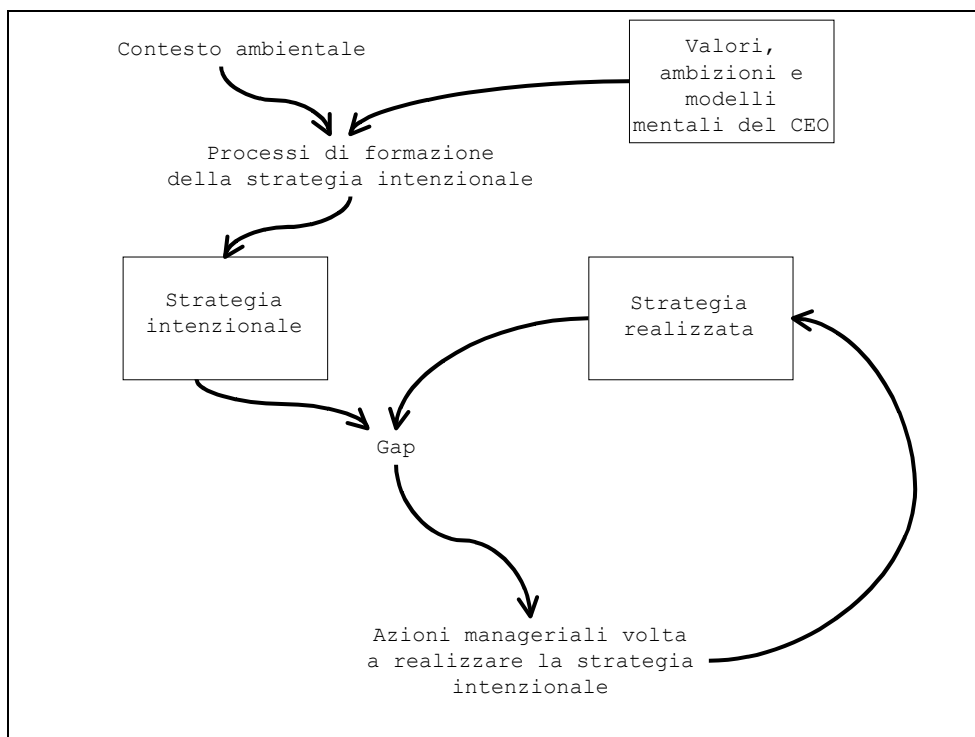 Contesto ambientale
Valori,
ambizioni e
modelli
mentali del CEO
Processi di formazione
della strategia intenzionale
Strategia
intenzionale
Strategia
realizzata
Gap
Azioni manageriali volta
a realizzare la strategia
intenzionale